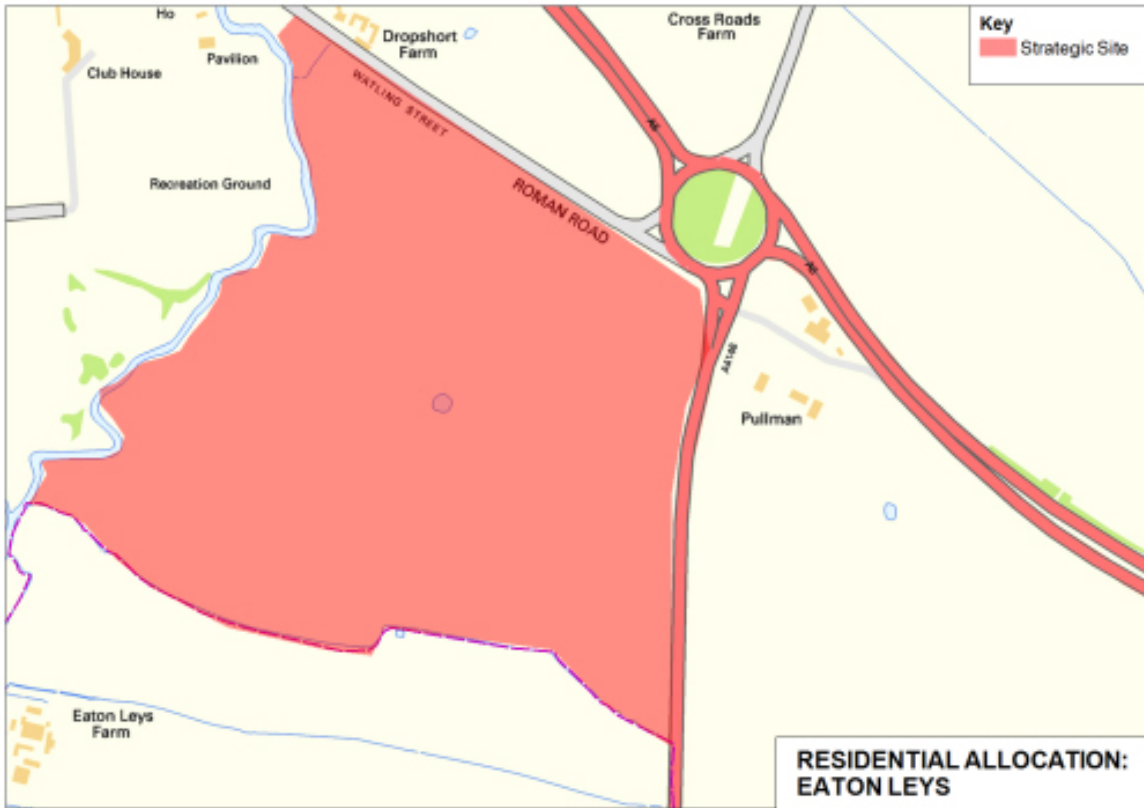 Ho
Pavilion
Club House
Dropshort
Farm
Cross Roads
Farm
Key
Strategic Site
WATLING STREET
A5
Recreation Ground
ROMAN ROAD
A5
A4146
Pullman
Eaton Leys
Farm
RESIDENTIAL ALLOCATION:
EATON LEYS